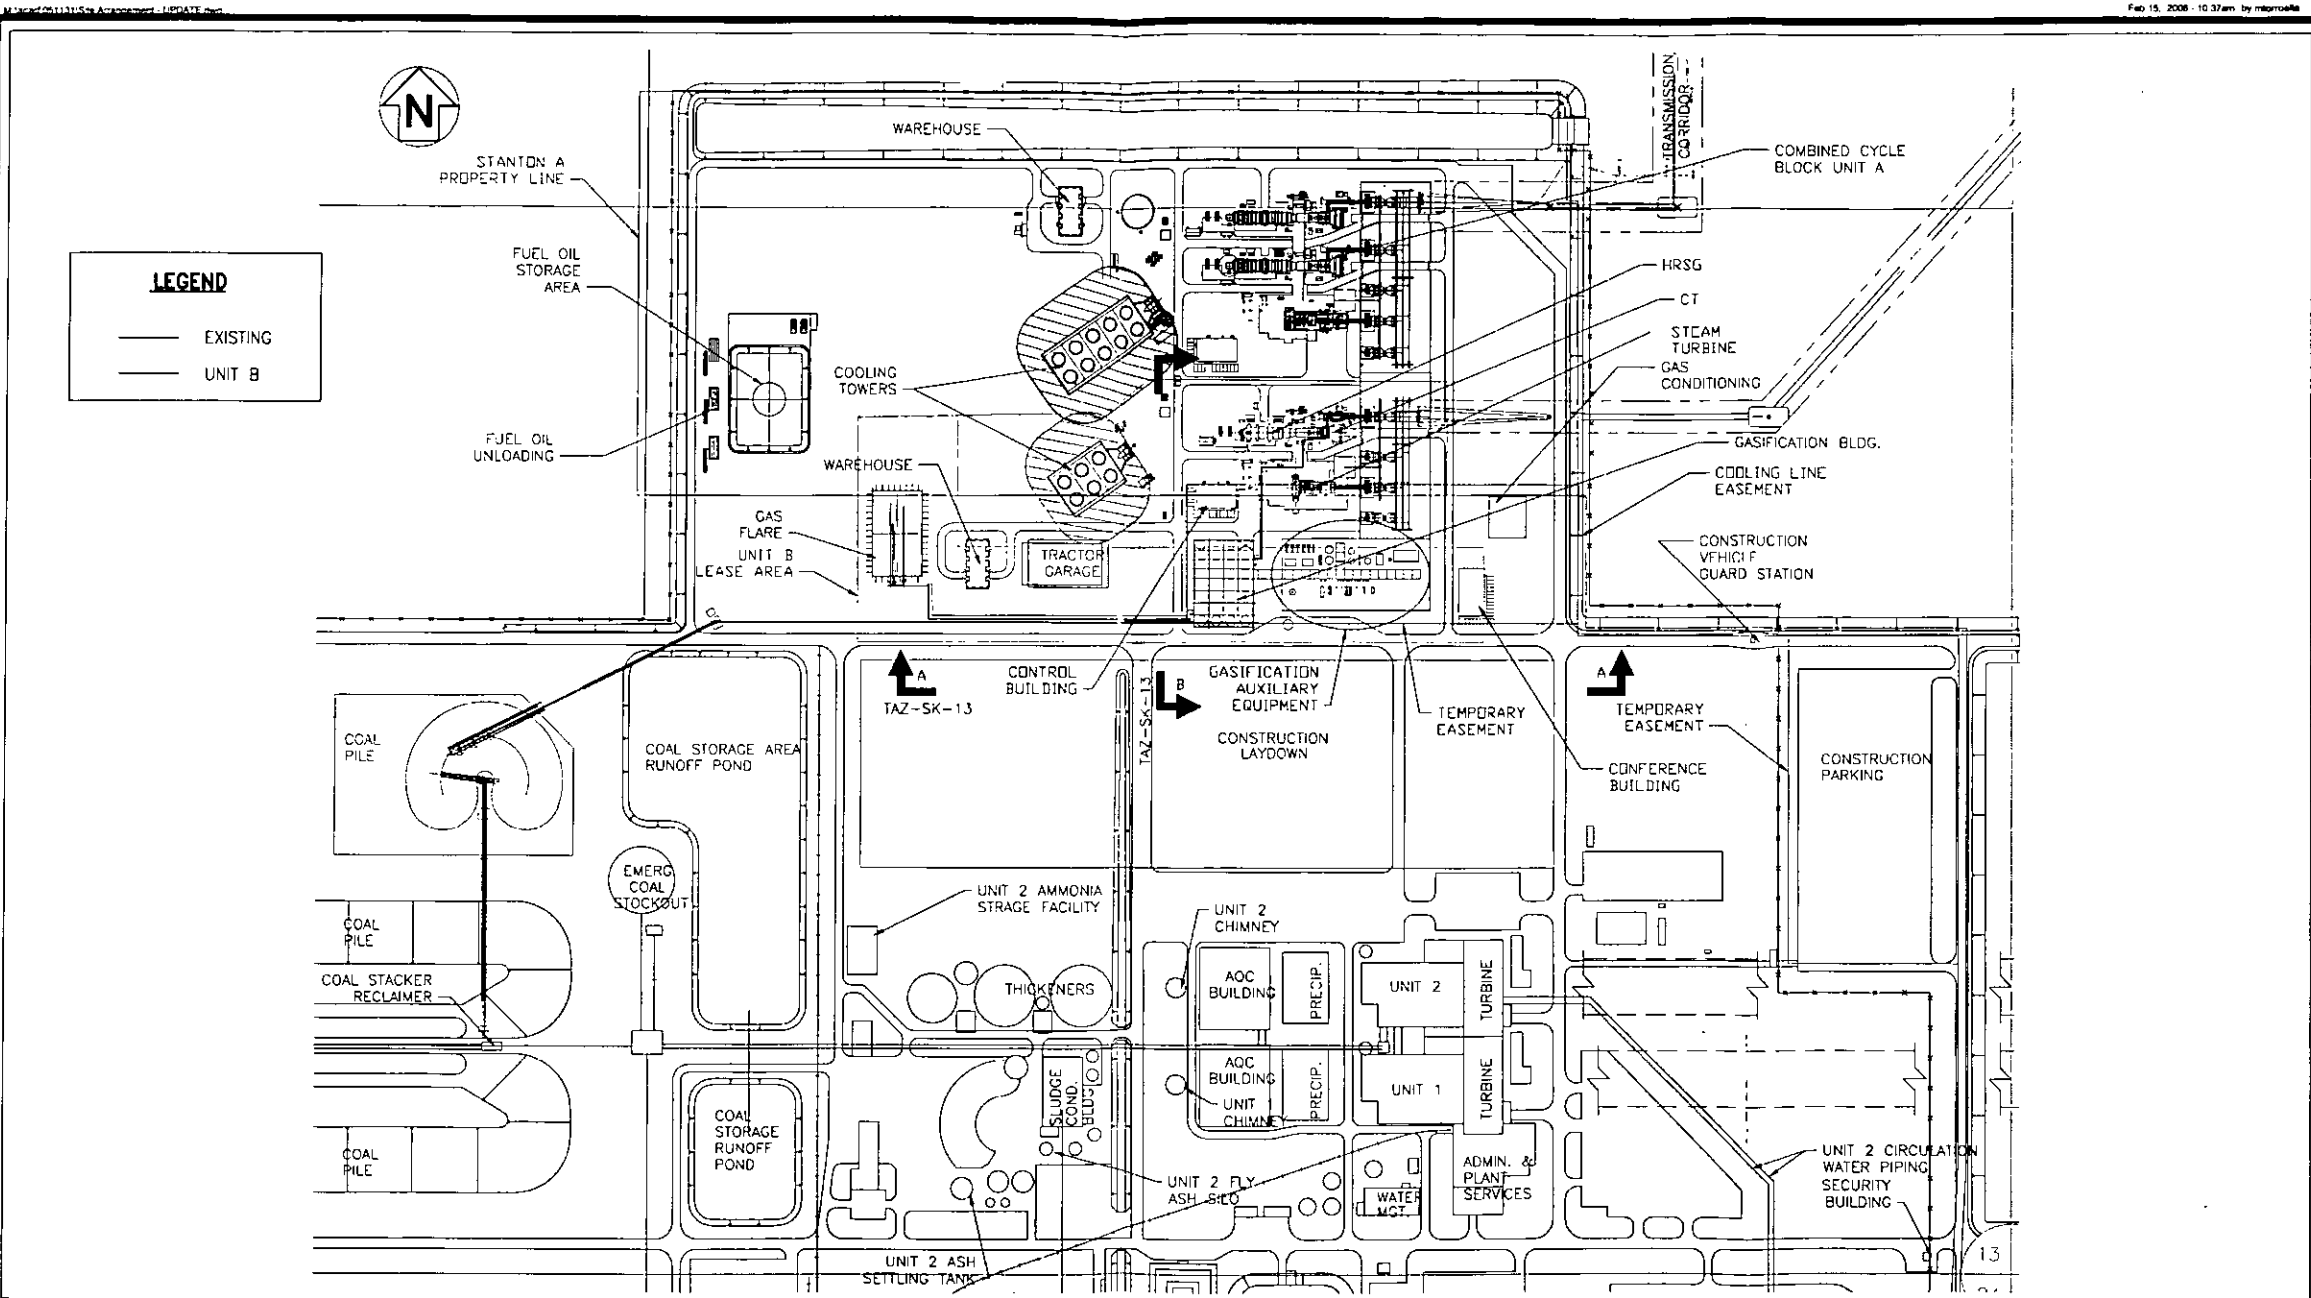 Feb 15, 2006 - 10:37am by
N
TRANSMISSION
CORRIDOR
WAREHOUSE
COMBINED CYCLE
BLOCK UNIT A
STANTON A
PROPERTY LINE
FUEL OIL
STORAGE
AREA
LEGEND
EXISTING
UNIT B
HRSG
CT
STEAM
TURBINE
GAS
CONDITIONING
COOLING
TOWERS
FUEL OIL
UNLOADING
WAREHOUSE
GASIFICATION BLDG.
COOLING LINE
EASEMENT
GAS
FLARE
UNIT B
LEASE AREA
TRACTOR
GARAGE
CONSTRUCTION
VEHICLE
GUARD STATION
A
TAZ-SK-13
CONTROL
BUILDING
TAZ-SK-13
B
GASIFICATION
AUXILIARY
EQUIPMENT
CONSTRUCTION
LAYDOWN
TEMPORARY
EASEMENT
A
TEMPORARY
EASEMENT
CONFERENCE
BUILDING
CONSTRUCTION
PARKING
COAL
PILE
COAL STORAGE AREA
RUNOFF POND
EMERG
COAL
STOCKOUT
UNIT 2 AMMONIA
STRAGE FACILITY
UNIT 2
CHIMNEY
COAL
PILE
COAL STACKER
RECLAIMER
THICKENERS
AQC
BUILDING
PRECIP.
UNIT 2
TURBINE
AQC
BUILDING
PRECIP.
UNIT 1
TURBINE
UNIT 1
CHIMNEY
SLUDGE
COND.
BLDG
COAL
STORAGE
RUNOFF
POND
COAL
PILE
UNIT 2 FLY
ASH SILO
WATER
MGT.
ADMIN. &
PLANT
SERVICES
UNIT 2 CIRCULATION
WATER PIPING
SECURITY
BUILDING
UNIT 2 ASH
SETTLING TANK
13